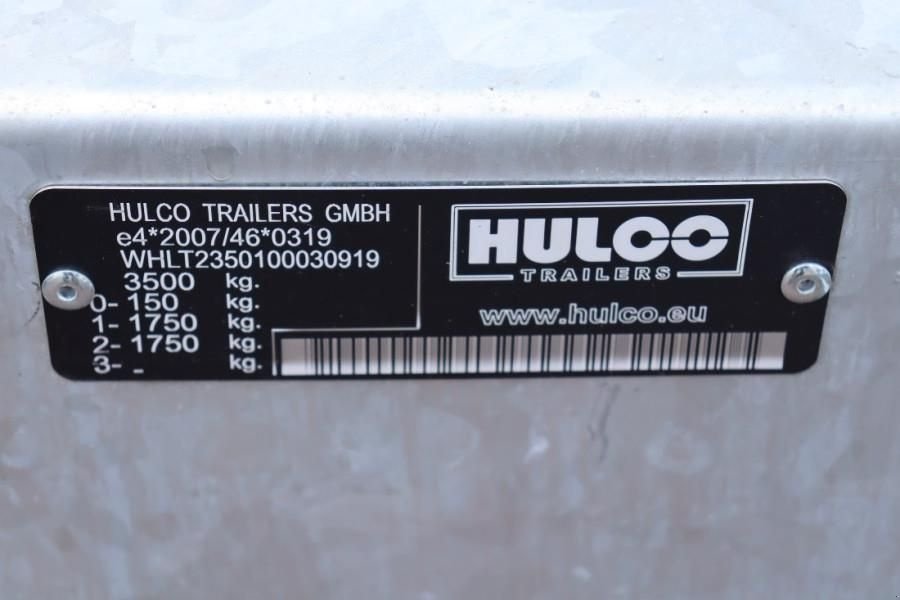 HULCO TRAILERS GMBH
e4*2007/46*0319
WHLT2350100030919
3500 kg.
0- 150 kg.
1- 1750 kg.
2- 1750 kg.
3- - kg.
HULCO
TRAILERS
www.hulco.eu